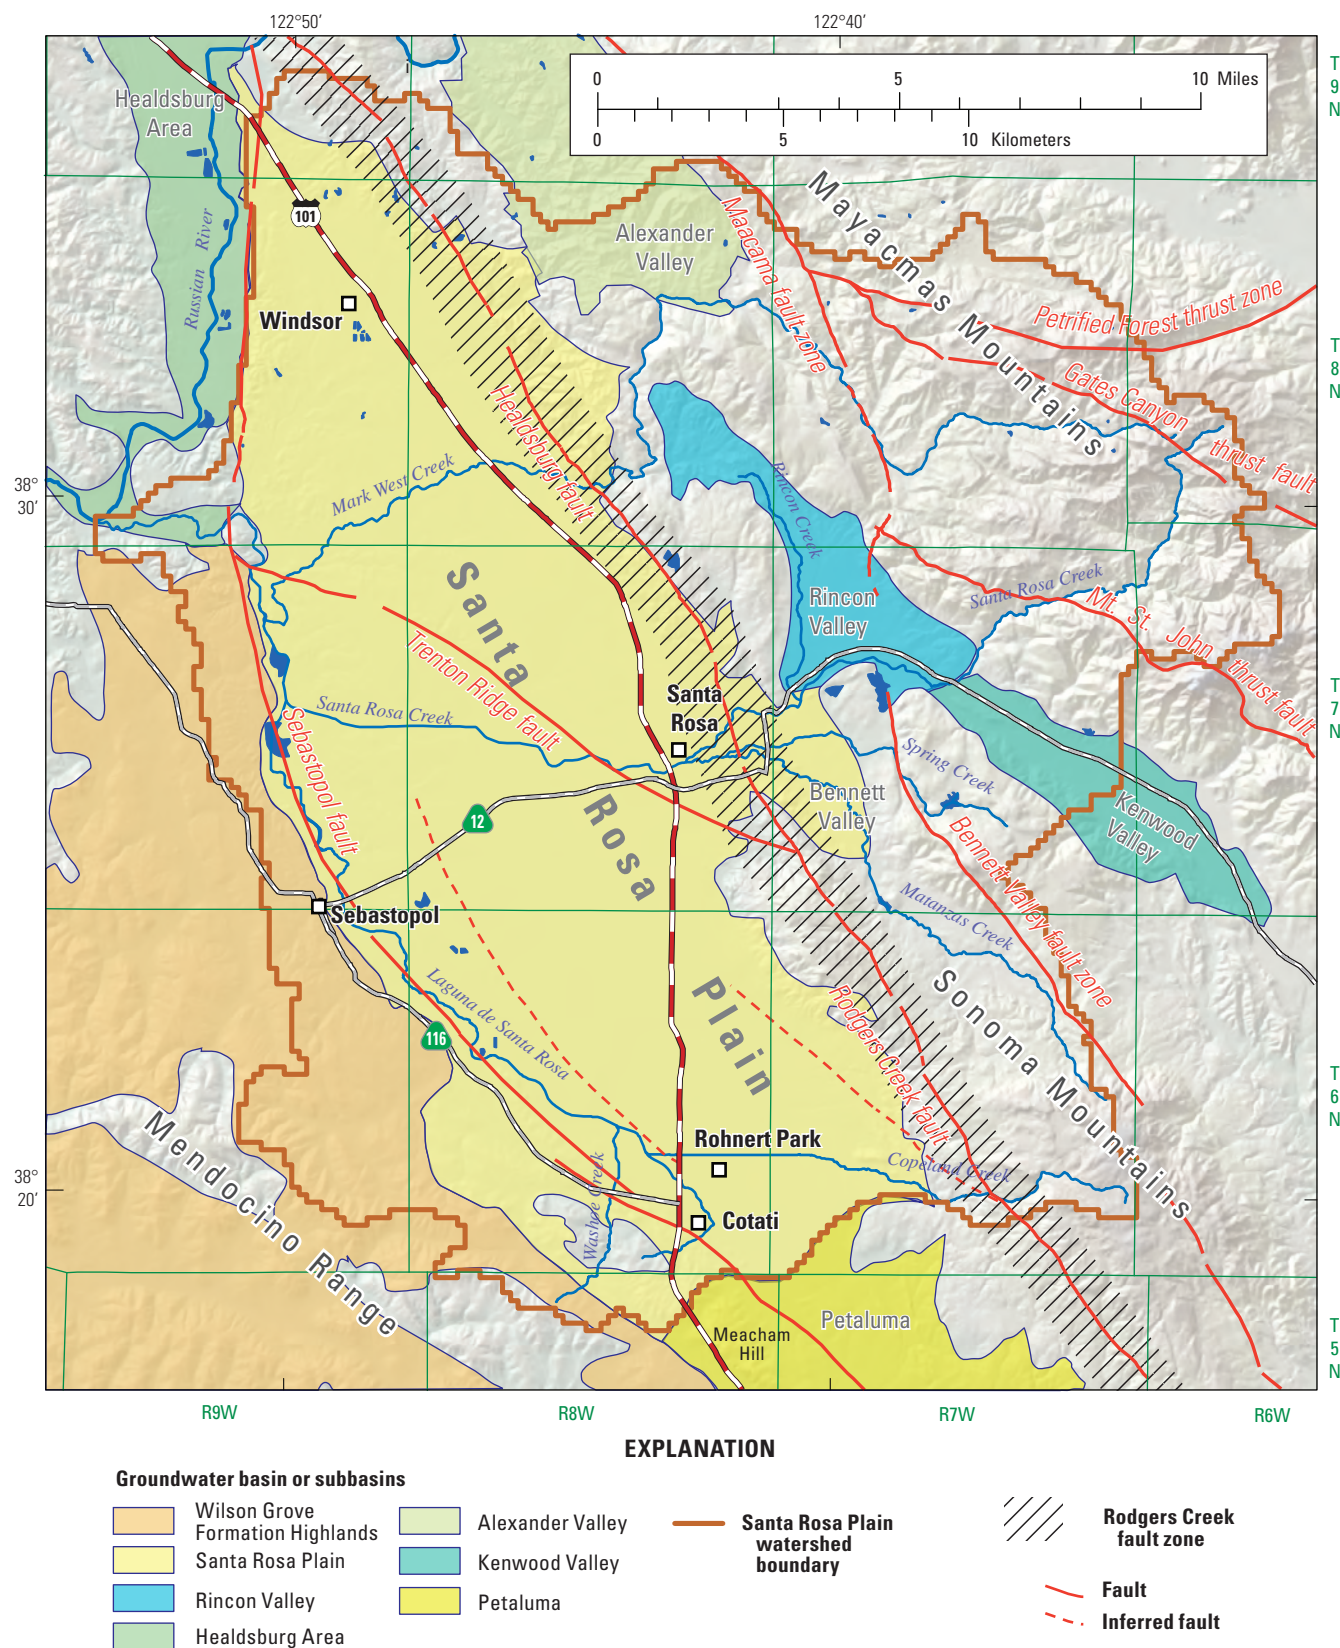 122°50′
122°40′
0 5 10 Miles
0 5 10 Kilometers
T
9
N
Healdsburg
Area
Mayacmas Mountains
101
Russian River
Alexander
Valley
Maacama fault zone
Petrified Forest thrust zone
Windsor
T
8
N
Gates Canyon thrust fault
Healdsburg fault
Mark West Creek
Rincon Creek
38°
30′
Santa Rosa Plain
Rincon
Valley
Santa Rosa Creek
Mt. St. John thrust fault
Trenton Ridge fault
Santa
Rosa
T
7
N
Santa Rosa Creek
Sebastopol fault
Spring Creek
Bennett
Valley
Kenwood
Valley
12
Bennett Valley fault zone
Matanzas Creek
Sebastopol
Laguna de Santa Rosa
Rodgers Creek fault
Sonoma Mountains
116
T
6
N
Mendocino Range
Rohnert Park
Copeland Creek
38°
20′
Washoe Creek
Cotati
Petaluma
Meacham
Hill
T
5
N
R9W
R8W
R7W
R6W
EXPLANATION
Groundwater basin or subbasins
Wilson Grove
Formation Highlands
Santa Rosa Plain
Rincon Valley
Healdsburg Area
Alexander Valley
Kenwood Valley
Petaluma
Santa Rosa Plain
watershed
boundary
Rodgers Creek
fault zone
Fault
Inferred fault